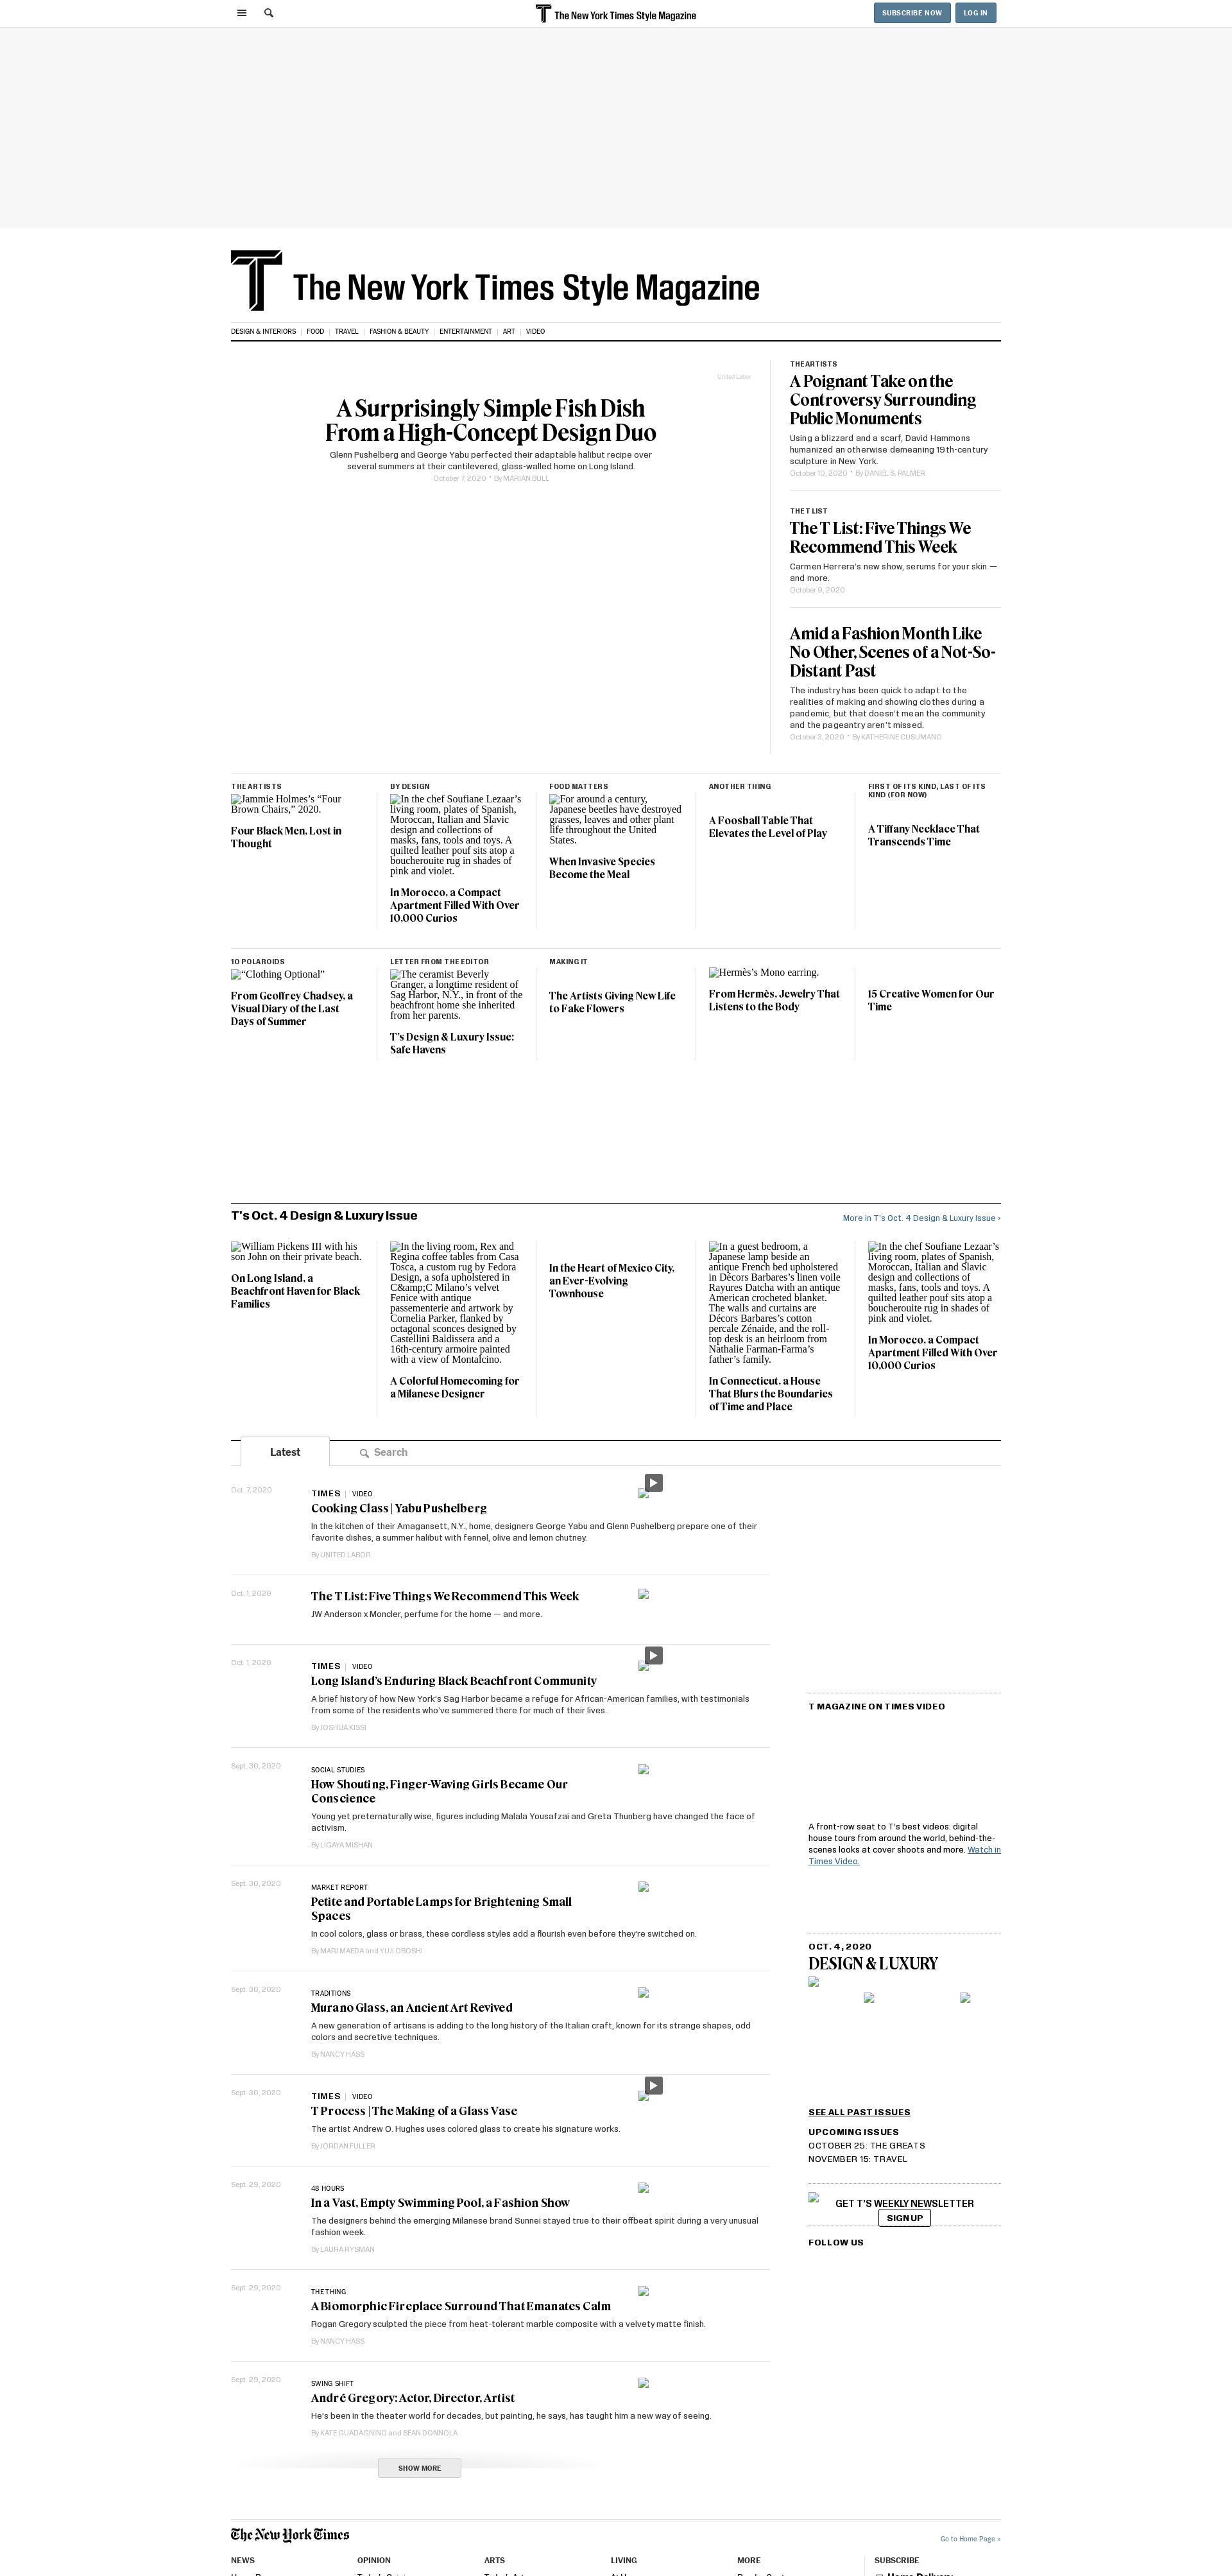 The New York Times Style Magazine
SUBSCRIBE NOW
LOG IN
The New York Times Style Magazine
DESIGN & INTERIORS
FOOD
TRAVEL
FASHION & BEAUTY
ENTERTAINMENT
ART
VIDEO
United Labor
A Surprisingly Simple Fish Dish
From a High-Concept Design Duo
Glenn Pushelberg and George Yabu perfected their adaptable halibut recipe over
several summers at their cantilevered, glass-walled home on Long Island.
October 7, 2020 • By MARIAN BULL
THE ARTISTS
A Poignant Take on the
Controversy Surrounding
Public Monuments
Using a blizzard and a scarf, David Hammons
humanized an otherwise demeaning 19th-century
sculpture in New York.
October 10, 2020 • By DANIEL S. PALMER
THE T LIST
The T List: Five Things We
Recommend This Week
Carmen Herrera's new show, serums for your skin —
and more.
October 9, 2020
Amid a Fashion Month Like
No Other, Scenes of a Not-So-
Distant Past
The industry has been quick to adapt to the
realities of making and showing clothes during a
pandemic, but that doesn't mean the community
and the pageantry aren't missed.
October 3, 2020 • By KATHERINE CUSUMANO
THE ARTISTS
Jammie Holmes's “Four
Brown Chairs,” 2020.
Four Black Men, Lost in
Thought
BY DESIGN
In the chef Soufiane Lezaar's
living room, plates of Spanish,
Moroccan, Italian and Slavic
design and collections of
masks, fans, tools and toys. A
quilted leather pouf sits atop a
boucherouite rug in shades of
pink and violet.
In Morocco, a Compact
Apartment Filled With Over
10,000 Curios
FOOD MATTERS
For around a century,
Japanese beetles have destroyed
grasses, leaves and other plant
life throughout the United
States.
When Invasive Species
Become the Meal
ANOTHER THING
A Foosball Table That
Elevates the Level of Play
FIRST OF ITS KIND, LAST OF ITS
KIND (FOR NOW)
A Tiffany Necklace That
Transcends Time
10 POLAROIDS
“Clothing Optional”
From Geoffrey Chadsey, a
Visual Diary of the Last
Days of Summer
LETTER FROM THE EDITOR
The ceramist Beverly
Granger, a longtime resident of
Sag Harbor, N.Y., in front of the
beachfront home she inherited
from her parents.
T's Design & Luxury Issue:
Safe Havens
MAKING IT
The Artists Giving New Life
to Fake Flowers
Hermès's Mono earring.
From Hermès, Jewelry That
Listens to the Body
15 Creative Women for Our
Time
T's Oct. 4 Design & Luxury Issue
More in T's Oct. 4 Design & Luxury Issue ›
William Pickens III with his
son John on their private beach.
On Long Island, a
Beachfront Haven for Black
Families
In the living room, Rex and
Regina coffee tables from Casa
Tosca, a custom rug by Fedora
Design, a sofa upholstered in
C&amp;C Milano's velvet
Fenice with antique
passementerie and artwork by
Cornelia Parker, flanked by
octagonal sconces designed by
Castellini Baldissera and a
16th-century armoire painted
with a view of Montalcino.
A Colorful Homecoming for
a Milanese Designer
In the Heart of Mexico City,
an Ever-Evolving
Townhouse
In a guest bedroom, a
Japanese lamp beside an
antique French bed upholstered
in Dècors Barbares's linen voile
Rayures Datcha with an antique
American crocheted blanket.
The walls and curtains are
Décors Barbares's cotton
percale Zénaïde, and the roll-
top desk is an heirloom from
Nathalie Farman-Farma's
father's family.
In Connecticut, a House
That Blurs the Boundaries
of Time and Place
In the chef Soufiane Lezaar's
living room, plates of Spanish,
Moroccan, Italian and Slavic
design and collections of
masks, fans, tools and toys. A
quilted leather pouf sits atop a
boucherouite rug in shades of
pink and violet.
In Morocco, a Compact
Apartment Filled With Over
10,000 Curios
Latest
Search
Oct. 7, 2020
TIMES | VIDEO
Cooking Class | Yabu Pushelberg
In the kitchen of their Amagansett, N.Y., home, designers George Yabu and Glenn Pushelberg prepare one of their
favorite dishes, a summer halibut with fennel, olive and lemon chutney.
By UNITED LABOR
Oct. 1, 2020
The T List: Five Things We Recommend This Week
JW Anderson x Moncler, perfume for the home — and more.
Oct. 1, 2020
TIMES | VIDEO
Long Island's Enduring Black Beachfront Community
A brief history of how New York's Sag Harbor became a refuge for African-American families, with testimonials
from some of the residents who've summered there for much of their lives.
By JOSHUA KISSI
Sept. 30, 2020
SOCIAL STUDIES
How Shouting, Finger-Waving Girls Became Our
Conscience
Young yet preternaturally wise, figures including Malala Yousafzai and Greta Thunberg have changed the face of
activism.
By LIGAYA MISHAN
Sept. 30, 2020
MARKET REPORT
Petite and Portable Lamps for Brightening Small
Spaces
In cool colors, glass or brass, these cordless styles add a flourish even before they're switched on.
By MARI MAEDA and YUJI OBOSHI
Sept. 30, 2020
TRADITIONS
Murano Glass, an Ancient Art Revived
A new generation of artisans is adding to the long history of the Italian craft, known for its strange shapes, odd
colors and secretive techniques.
By NANCY HASS
Sept. 30, 2020
TIMES | VIDEO
T Process | The Making of a Glass Vase
The artist Andrew O. Hughes uses colored glass to create his signature works.
By JORDAN FULLER
Sept. 29, 2020
48 HOURS
In a Vast, Empty Swimming Pool, a Fashion Show
The designers behind the emerging Milanese brand Sunnei stayed true to their offbeat spirit during a very unusual
fashion week.
By LAURA RYSMAN
Sept. 29, 2020
THE THING
A Biomorphic Fireplace Surround That Emanates Calm
Rogan Gregory sculpted the piece from heat-tolerant marble composite with a velvety matte finish.
By NANCY HASS
Sept. 29, 2020
SWING SHIFT
André Gregory: Actor, Director, Artist
He's been in the theater world for decades, but painting, he says, has taught him a new way of seeing.
By KATE GUADAGNINO and SEAN DONNOLA
SHOW MORE
T MAGAZINE ON TIMES VIDEO
A front-row seat to T's best videos: digital
house tours from around the world, behind-the-
scenes looks at cover shoots and more. Watch in
Times Video.
OCT. 4, 2020
DESIGN & LUXURY
SEE ALL PAST ISSUES
UPCOMING ISSUES
OCTOBER 25: THE GREATS
NOVEMBER 15: TRAVEL
GET T'S WEEKLY NEWSLETTER
SIGN UP
FOLLOW US
The New York Times
Go to Home Page »
NEWS
OPINION
ARTS
LIVING
MORE
SUBSCRIBE